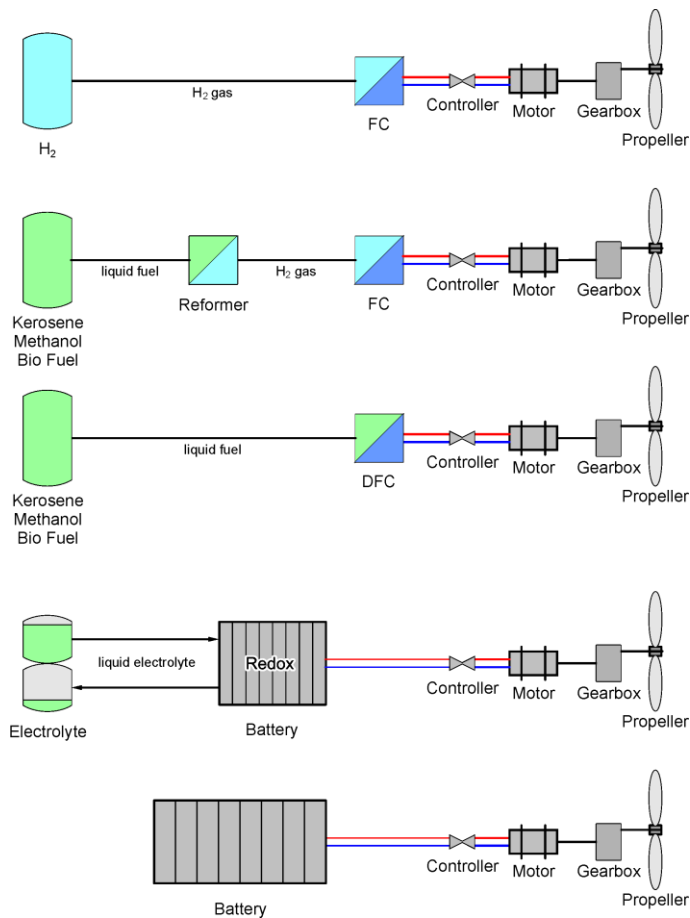 H₂ gas
Controller
FC
Motor
Gearbox
H₂
Propeller
liquid fuel
H₂ gas
Reformer
FC
Controller
Motor
Gearbox
Kerosene
Methanol
Bio Fuel
Propeller
liquid fuel
Controller
DFC
Motor
Gearbox
Kerosene
Methanol
Bio Fuel
Propeller
liquid electrolyte
Redox
Controller
Motor
Gearbox
Electrolyte
Battery
Propeller
Controller
Motor
Gearbox
Battery
Propeller